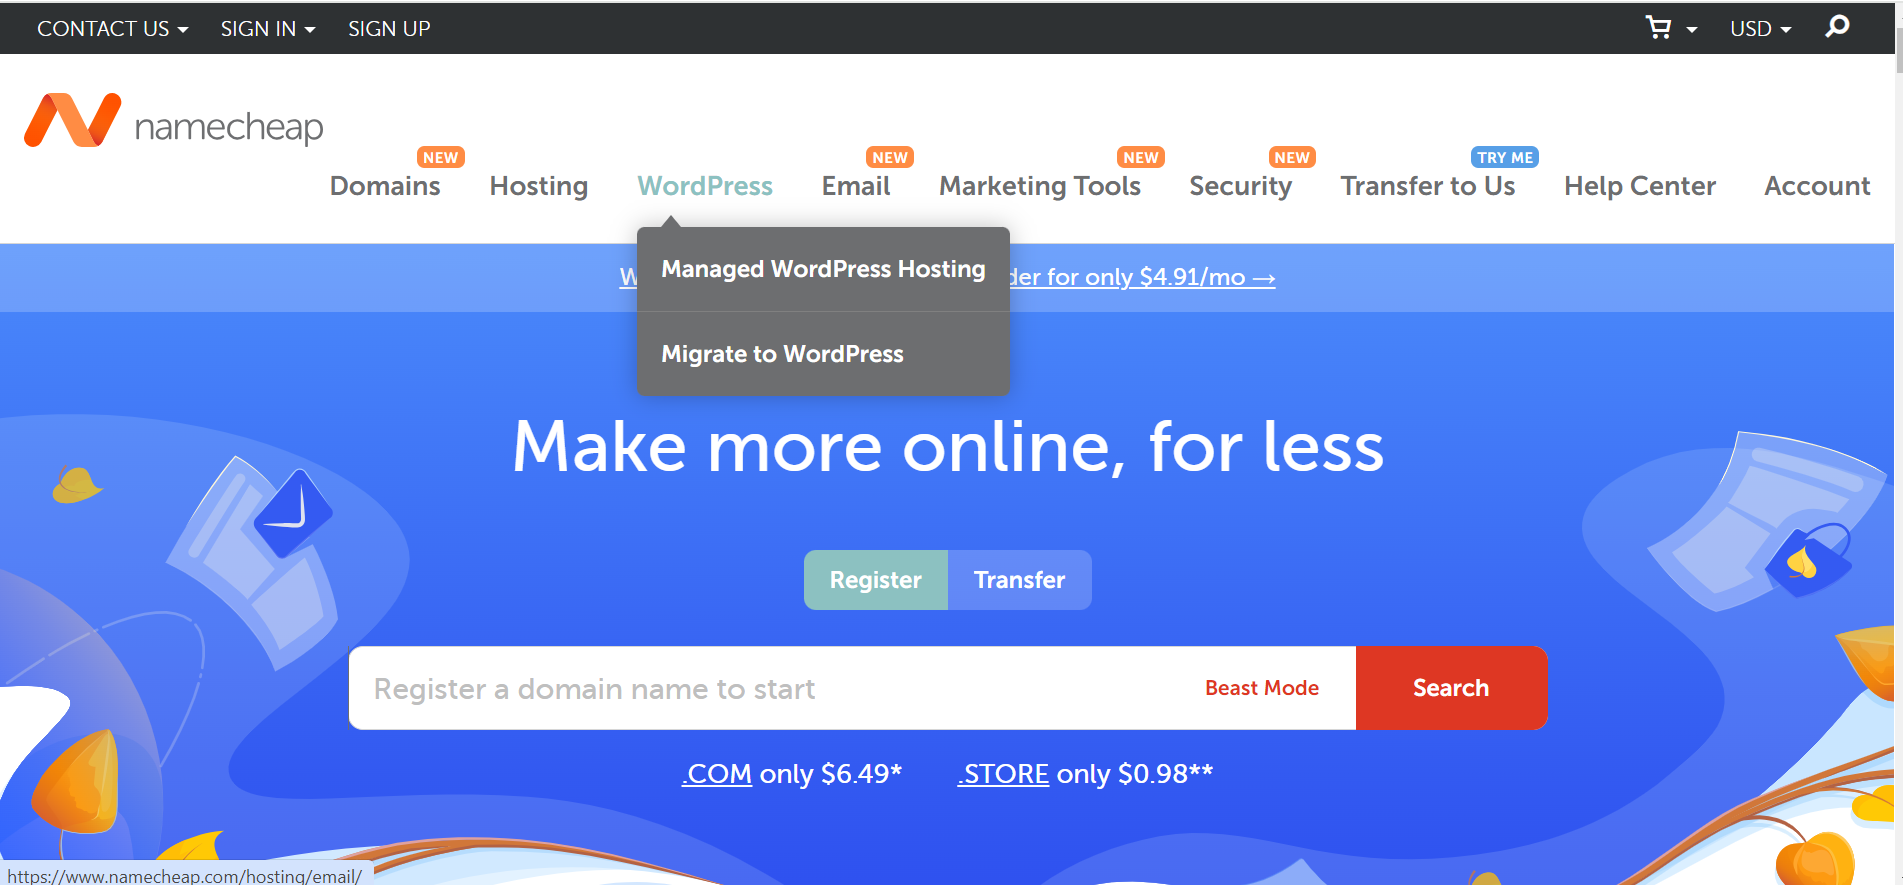 CONTACT US SIGN IN SIGN UP USD
namecheap
NEW NEW NEW NEW TRY ME
Domains Hosting WordPress Email Marketing Tools Security Transfer to Us Help Center Account
Managed WordPress Hosting
for only $4.91/mo →
Migrate to WordPress
Make more online, for less
Register Transfer
Register a domain name to start Beast Mode Search
.COM only $6.49* .STORE only $0.98**
https://www.namecheap.com/hosting/email/